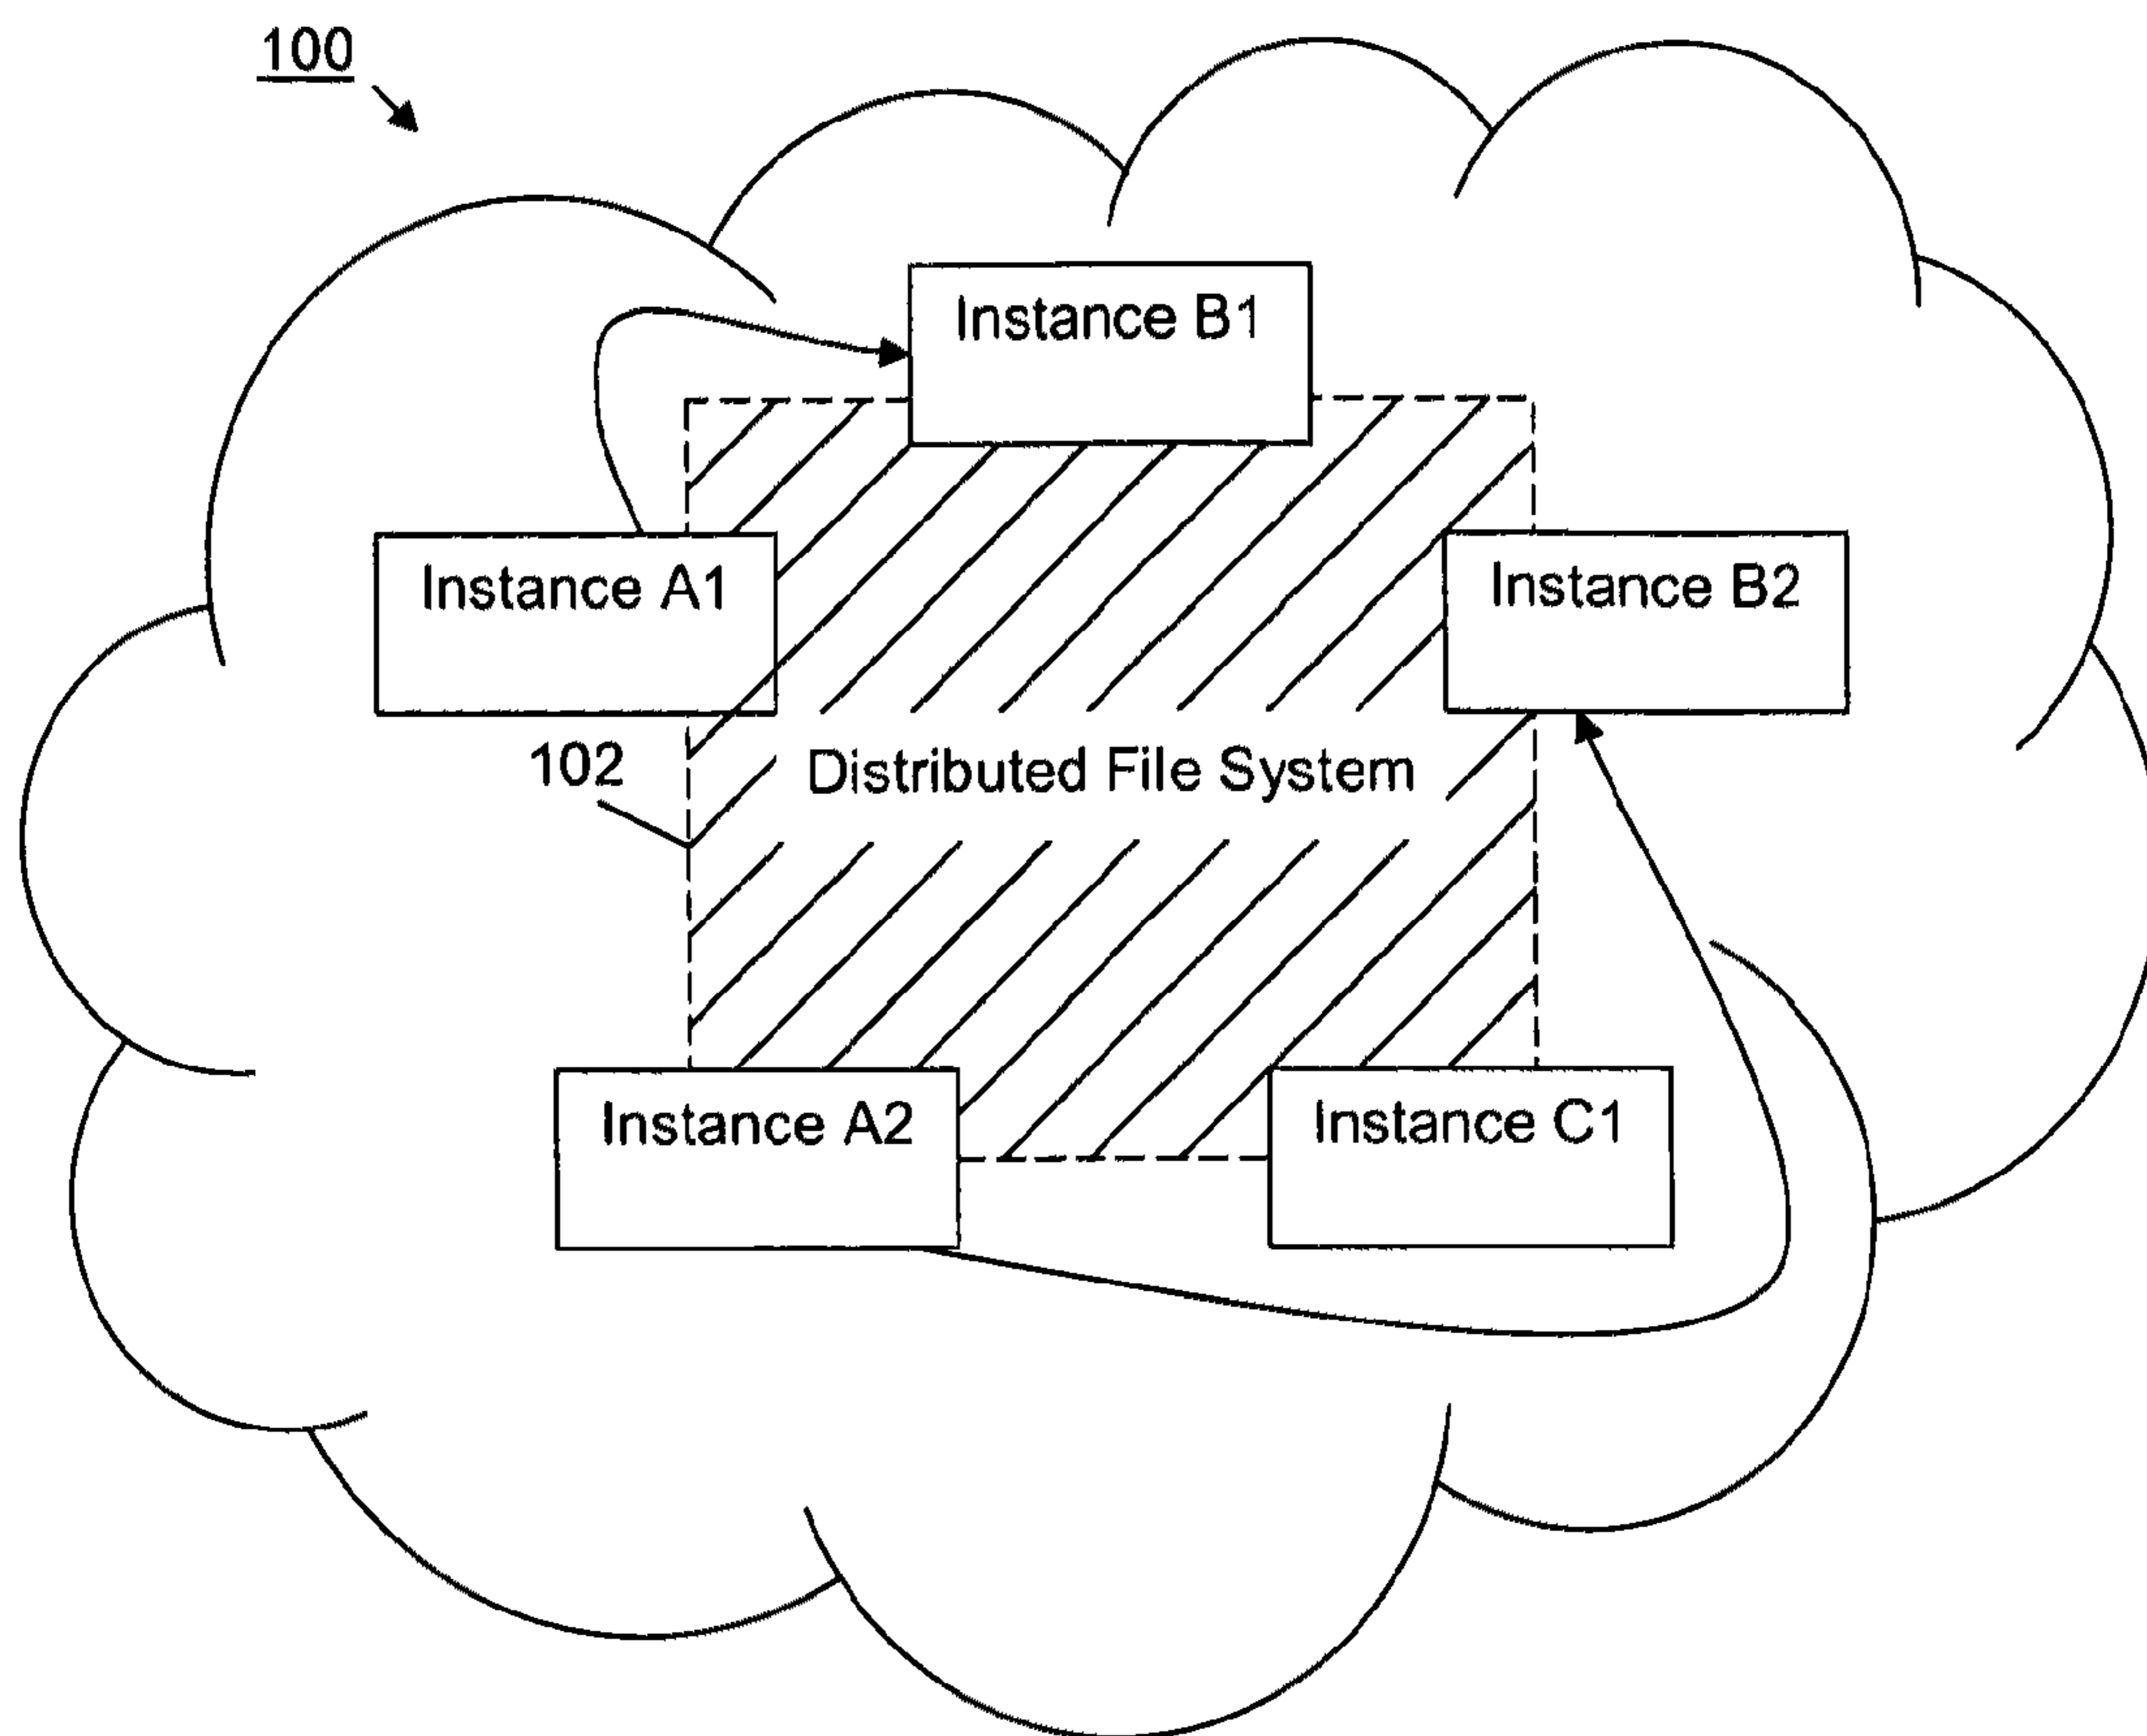 100
Instance B1
Instance A1
Instance B2
102
Distributed File System
Instance A2
Instance C1